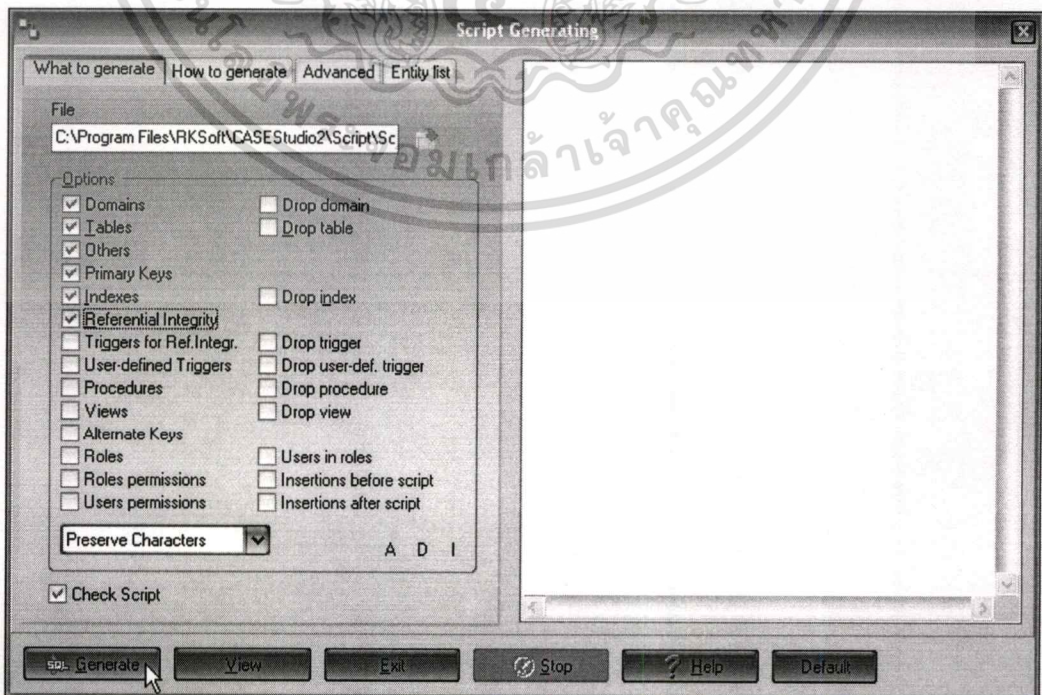 Script Generating
What to generate How to generate Advanced Entity list
File
C:\Program Files\RKSoft\CASEStudio2\Script\Sc
Options
Domains Drop domain
Tables Drop table
Others
Primary Keys
Indexes Drop index
Referential Integrity
Triggers for Ref.Integr. Drop trigger
User-defined Triggers Drop user-def. trigger
Procedures Drop procedure
Views Drop view
Alternate Keys
Roles Users in roles
Roles permissions Insertions before script
Users permissions Insertions after script
Preserve Characters A D I
Check Script
SQL Generate View Exit Stop ? Help Default